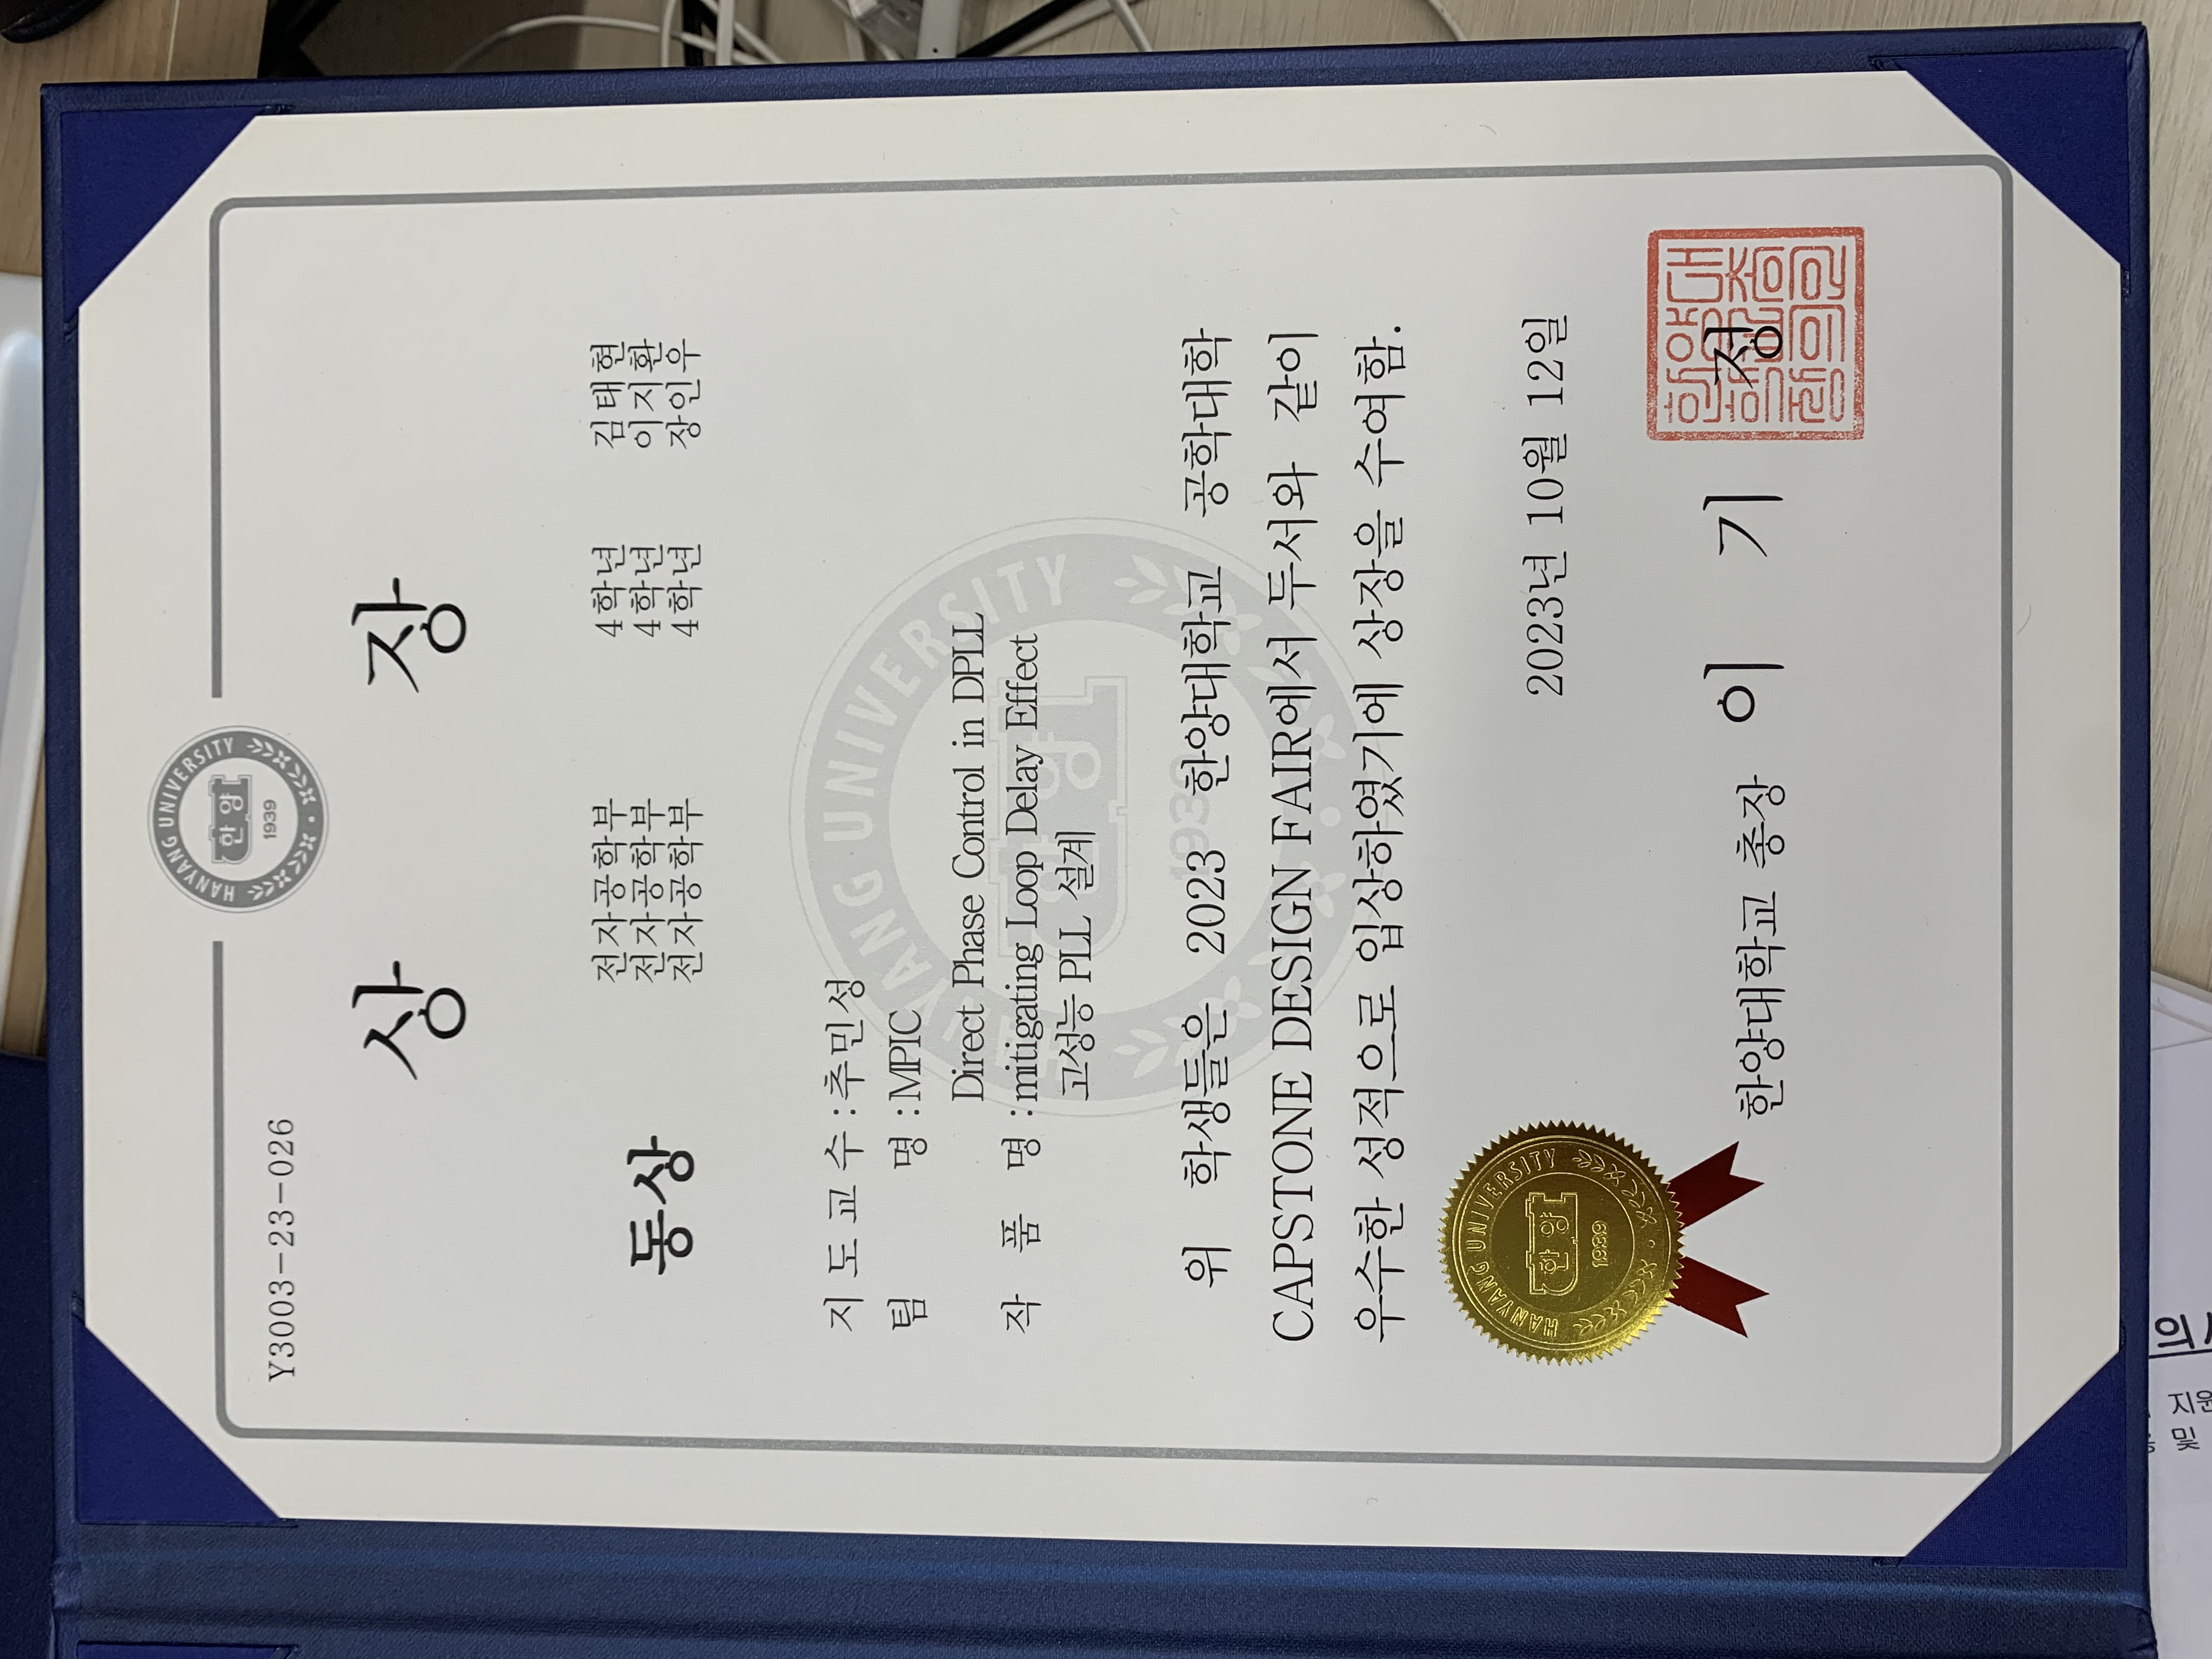 HANYANG UNIVERSITY
한양
1939
Y3003-23-026
상 장
동상
전자공학부 4학년 김태현
전자공학부 4학년 이지환
전자공학부 4학년 장인우
지도교수:추민성
팀 명:MPIC
작 품 명:Direct Phase Control in DPLL
mitigating Loop Delay Effect
고성능 PLL 설계
HANYANG UNIVERSITY
한양
1939
위 학생들은 2023 한양대학교 공학대학
CAPSTONE DESIGN FAIR에서 두서와 같이
우수한 성적으로 입상하였기에 상장을 수여함.
HANYANG UNIVERSITY
한양
1939
2023년 10월 12일
한양대학교 총장 이 기 정
한양대
학교총
장의인